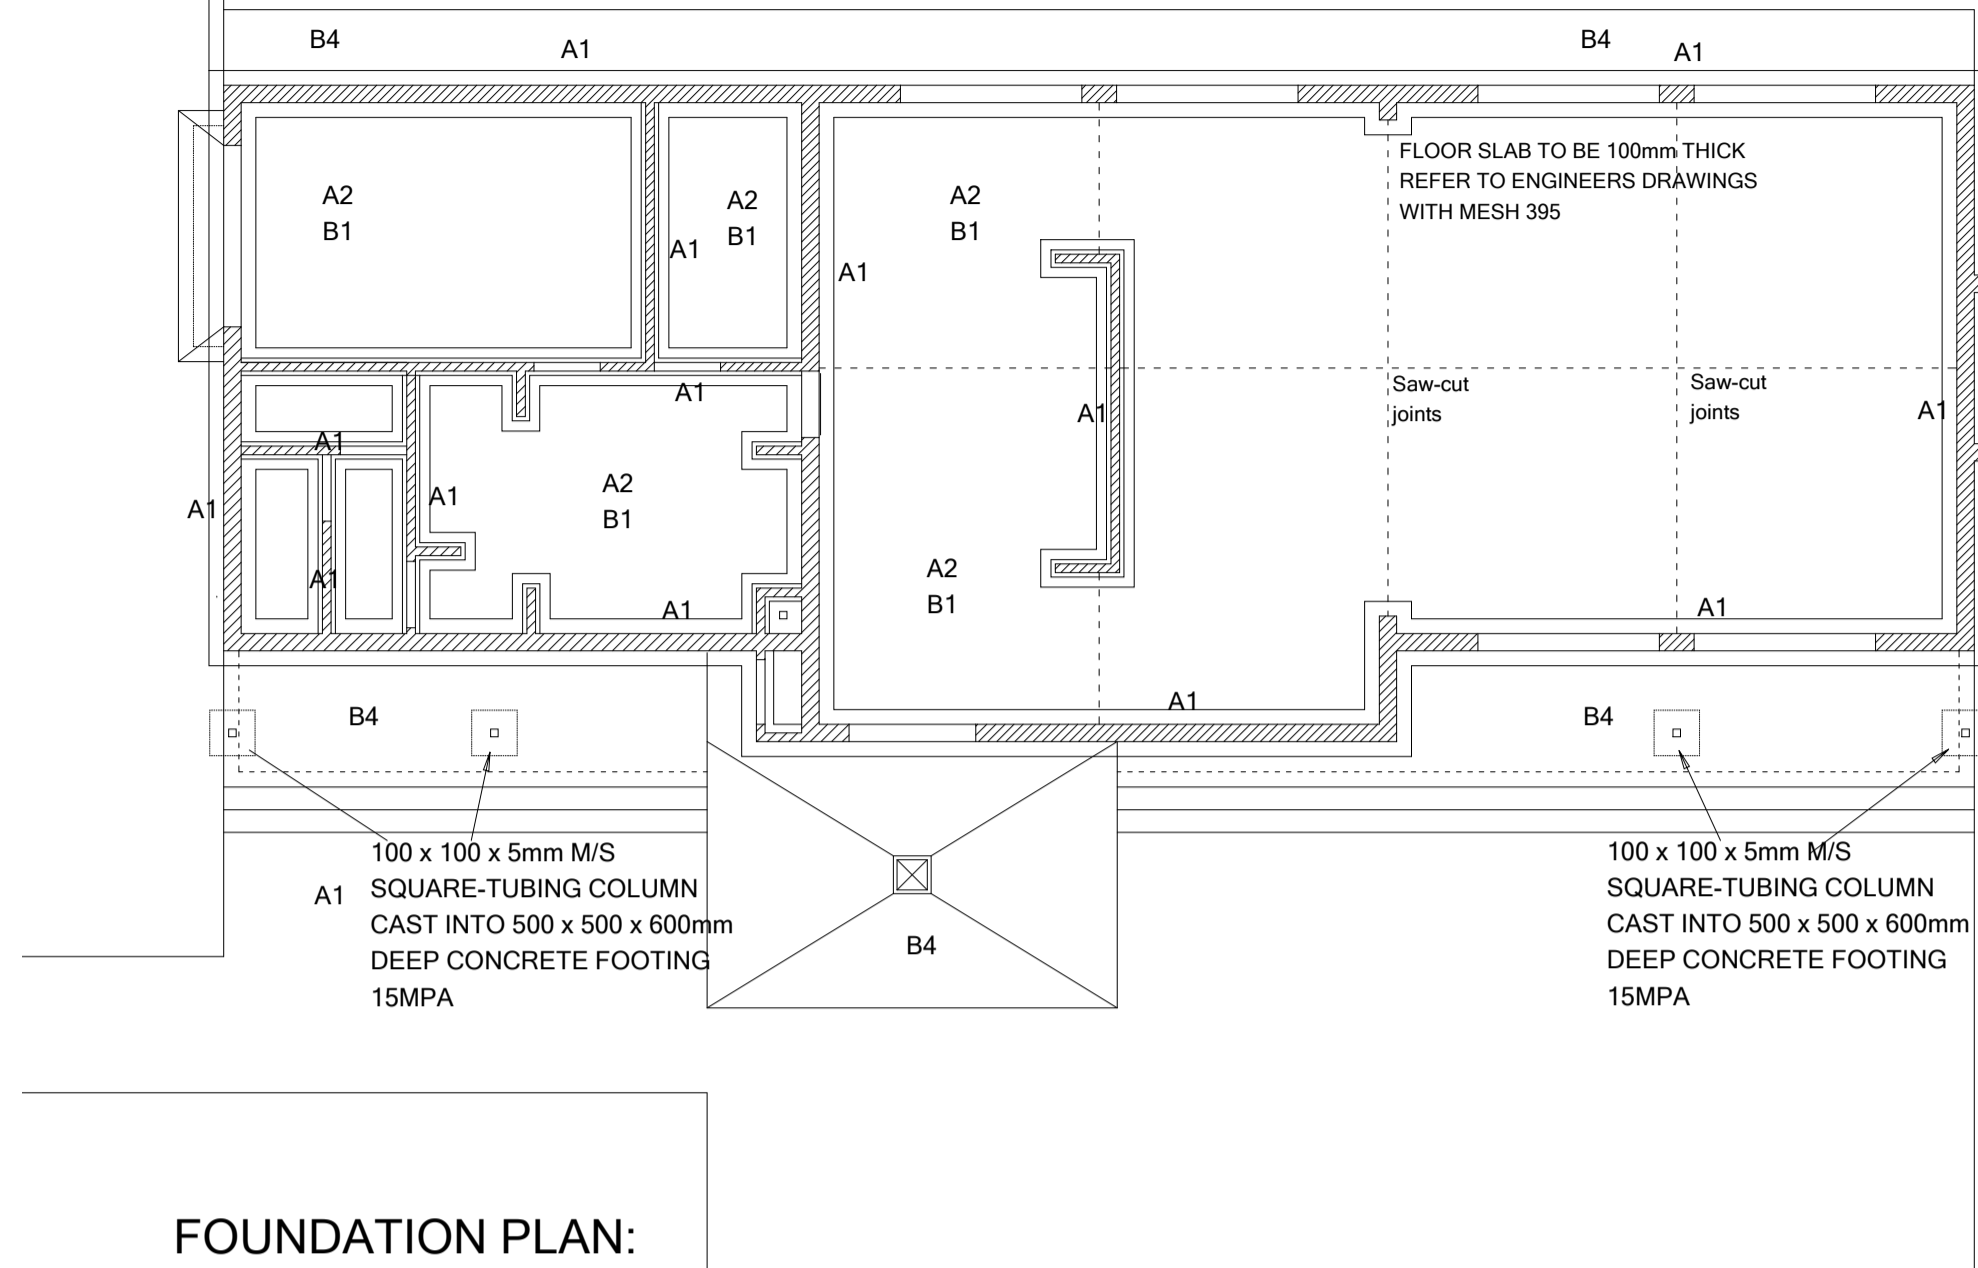 B4
A1
B4
A1
FLOOR SLAB TO BE 100mm THICK
REFER TO ENGINEERS DRAWINGS
WITH MESH 395
A2
B1
A2
B1
A2
B1
A1
A1
Saw-cut
joints
Saw-cut
joints
A1
A1
A1
A1
A1
A2
B1
A1
A1
A2
B1
A1
A1
A1
A1
B4
B4
100 x 100 x 5mm M/S
SQUARE-TUBING COLUMN
CAST INTO 500 x 500 x 600mm
DEEP CONCRETE FOOTING
15MPA
A1
B4
100 x 100 x 5mm M/S
SQUARE-TUBING COLUMN
CAST INTO 500 x 500 x 600mm
DEEP CONCRETE FOOTING
15MPA
FOUNDATION PLAN: